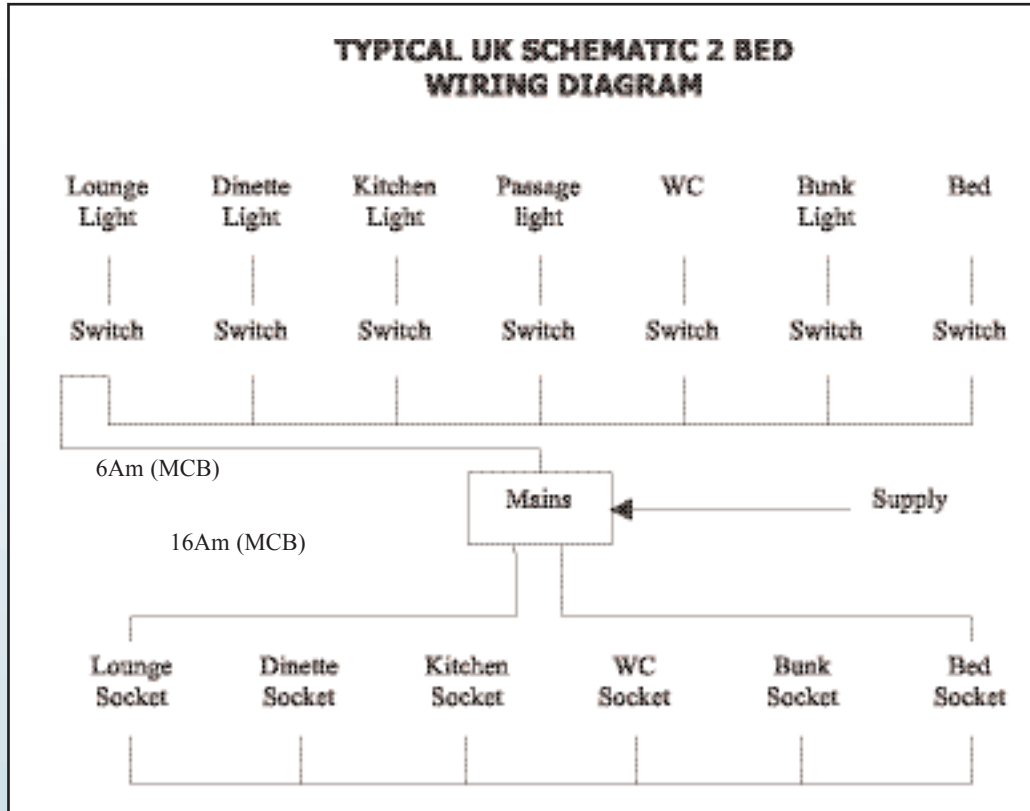 TYPICAL UK SCHEMATIC 2 BED
WIRING DIAGRAM
Lounge Light
Dinette Light
Kitchen Light
Passage light
WC
Bunk Light
Bed
Switch Switch Switch Switch Switch Switch Switch
6Am (MCB)
Mains
Supply
16Am (MCB)
Lounge Socket
Dinette Socket
Kitchen Socket
WC Socket
Bunk Socket
Bed Socket